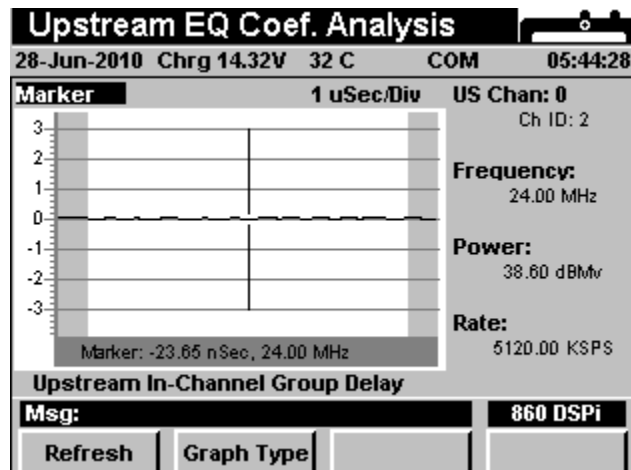 Upstream EQ Coef. Analysis
28-Jun-2010 Chrg 14.32V 32 C COM 05:44:28
Marker 1 uSec/Div US Chan: 0
Ch ID: 2
3
2
1
0
-1
-2
-3
Frequency:
24.00 MHz
Power:
38.60 dBMv
Rate:
5120.00 KSPS
Marker: -23.65 nSec, 24.00 MHz
Upstream In-Channel Group Delay
Msg: 860 DSPi
Refresh Graph Type